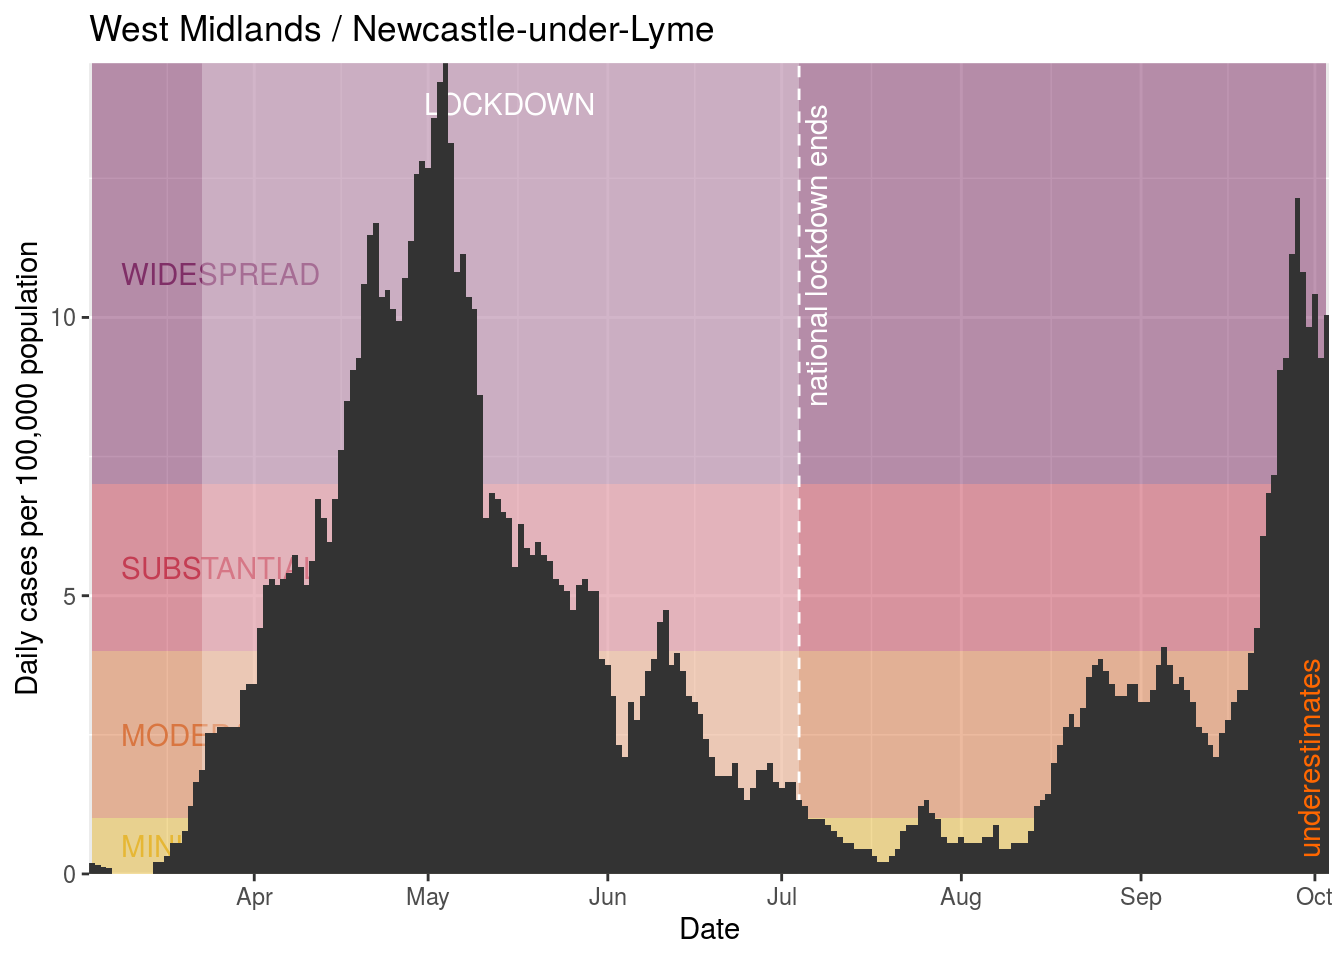 West Midlands / Newcastle-under-Lyme
LOCKDOWN
national lockdown ends
WIDESPREAD
SUBSTANTIAL
MODE
MINI
underestimates
Daily cases per 100,000 population
10
5
0
Apr May Jun Jul Aug Sep Oct
Date